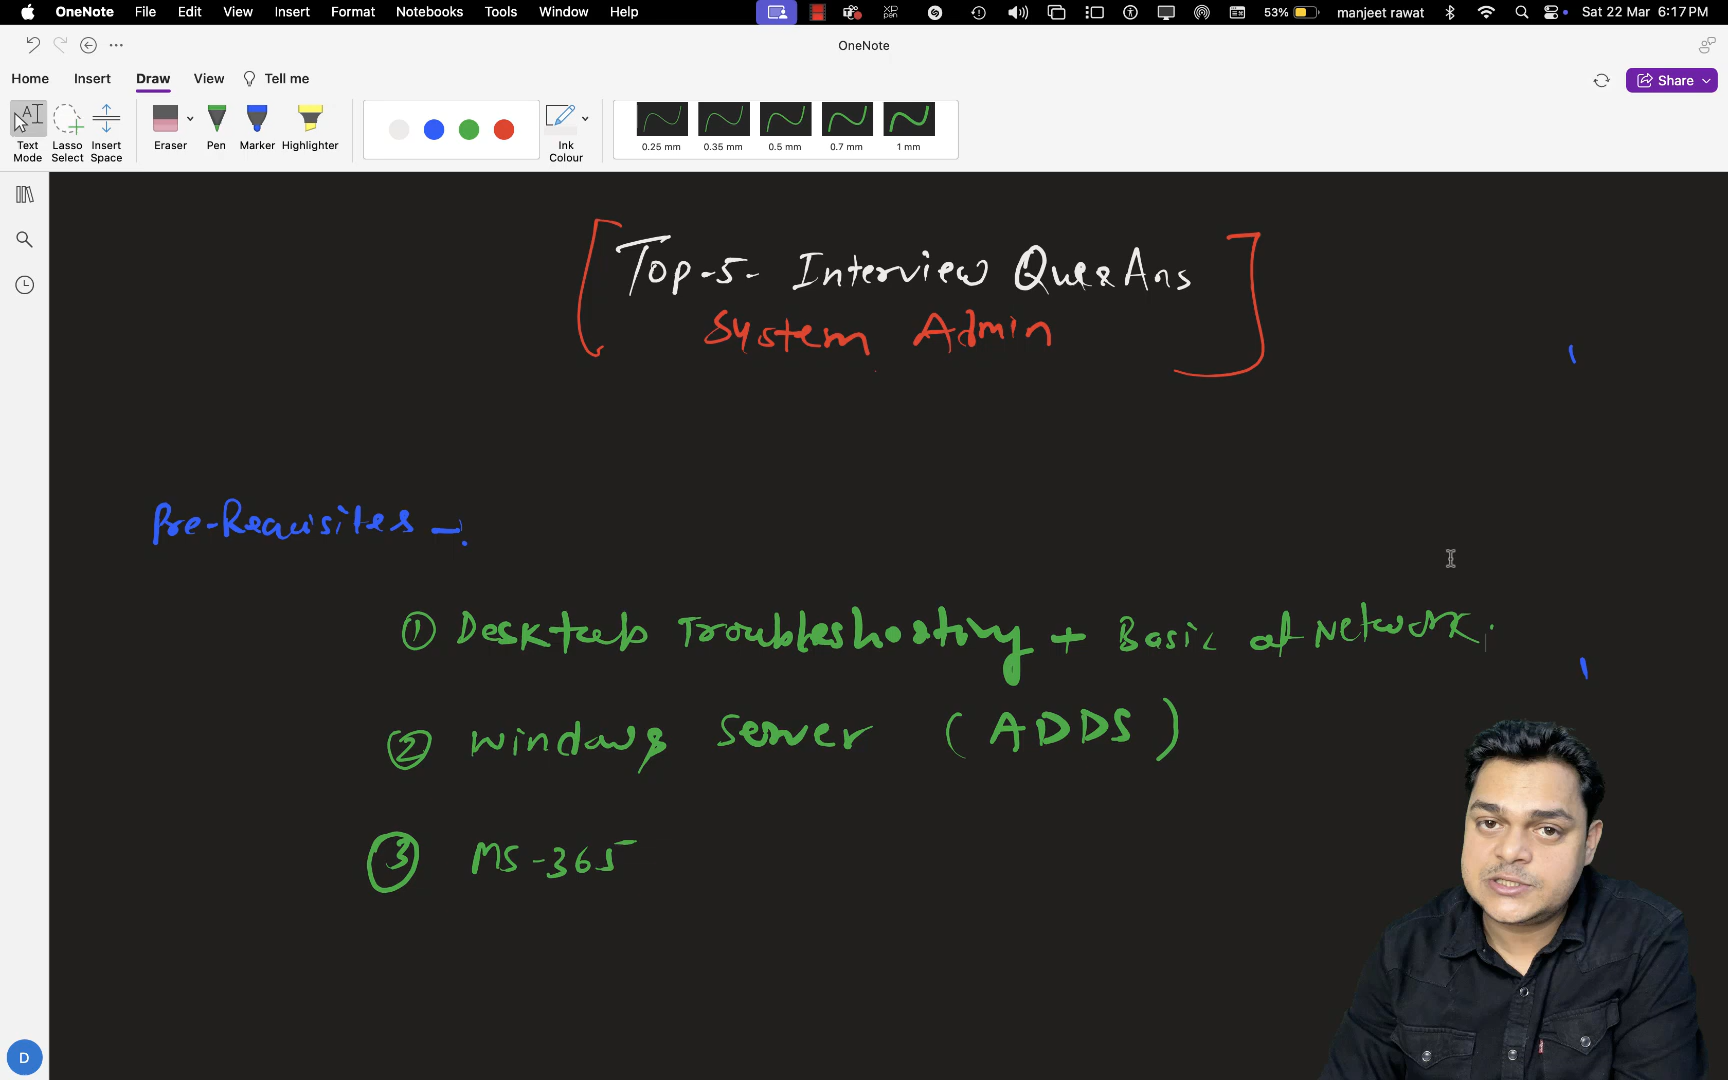 OneNote File Edit View Insert Format Notebooks Tools Window Help 53% manjeet rawat Sat 22 Mar 6:17 PM
OneNote
Home Insert Draw View Tell me Share
Text Mode Lasso Select Insert Space Eraser Pen Marker Highlighter Ink Colour 0.25 mm 0.35 mm 0.5 mm 0.7 mm 1 mm
Top-5- Interview Que&Ans
System Admin
Pre-Requisites -
① Desktop Troubleshooting + Basic of Network
② Windows Server (ADDS)
③ MS-365
D